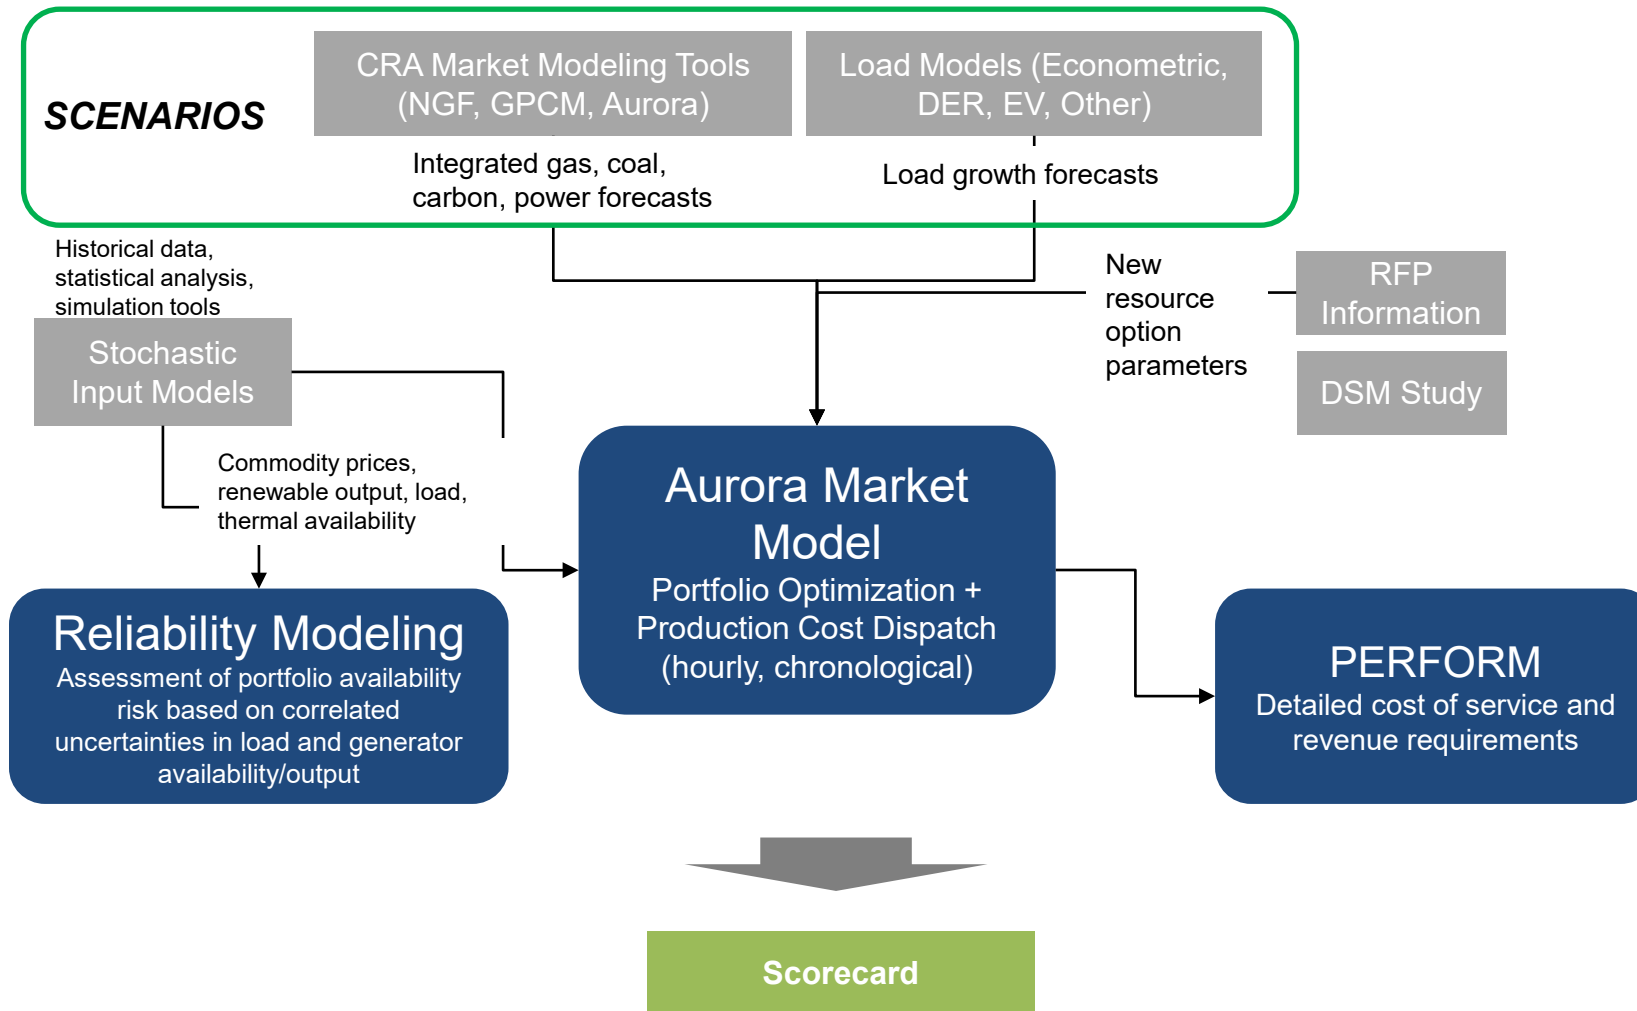 SCENARIOS
CRA Market Modeling Tools
(NGF, GPCM, Aurora)
Load Models (Econometric,
DER, EV, Other)
Integrated gas, coal,
carbon, power forecasts
Load growth forecasts
Historical data,
statistical analysis,
simulation tools
Stochastic
Input Models
New
resource
option
parameters
RFP
Information
DSM Study
Commodity prices,
renewable output, load,
thermal availability
Aurora Market
Model
Portfolio Optimization +
Production Cost Dispatch
(hourly, chronological)
Reliability Modeling
Assessment of portfolio availability
risk based on correlated
uncertainties in load and generator
availability/output
PERFORM
Detailed cost of service and
revenue requirements
Scorecard